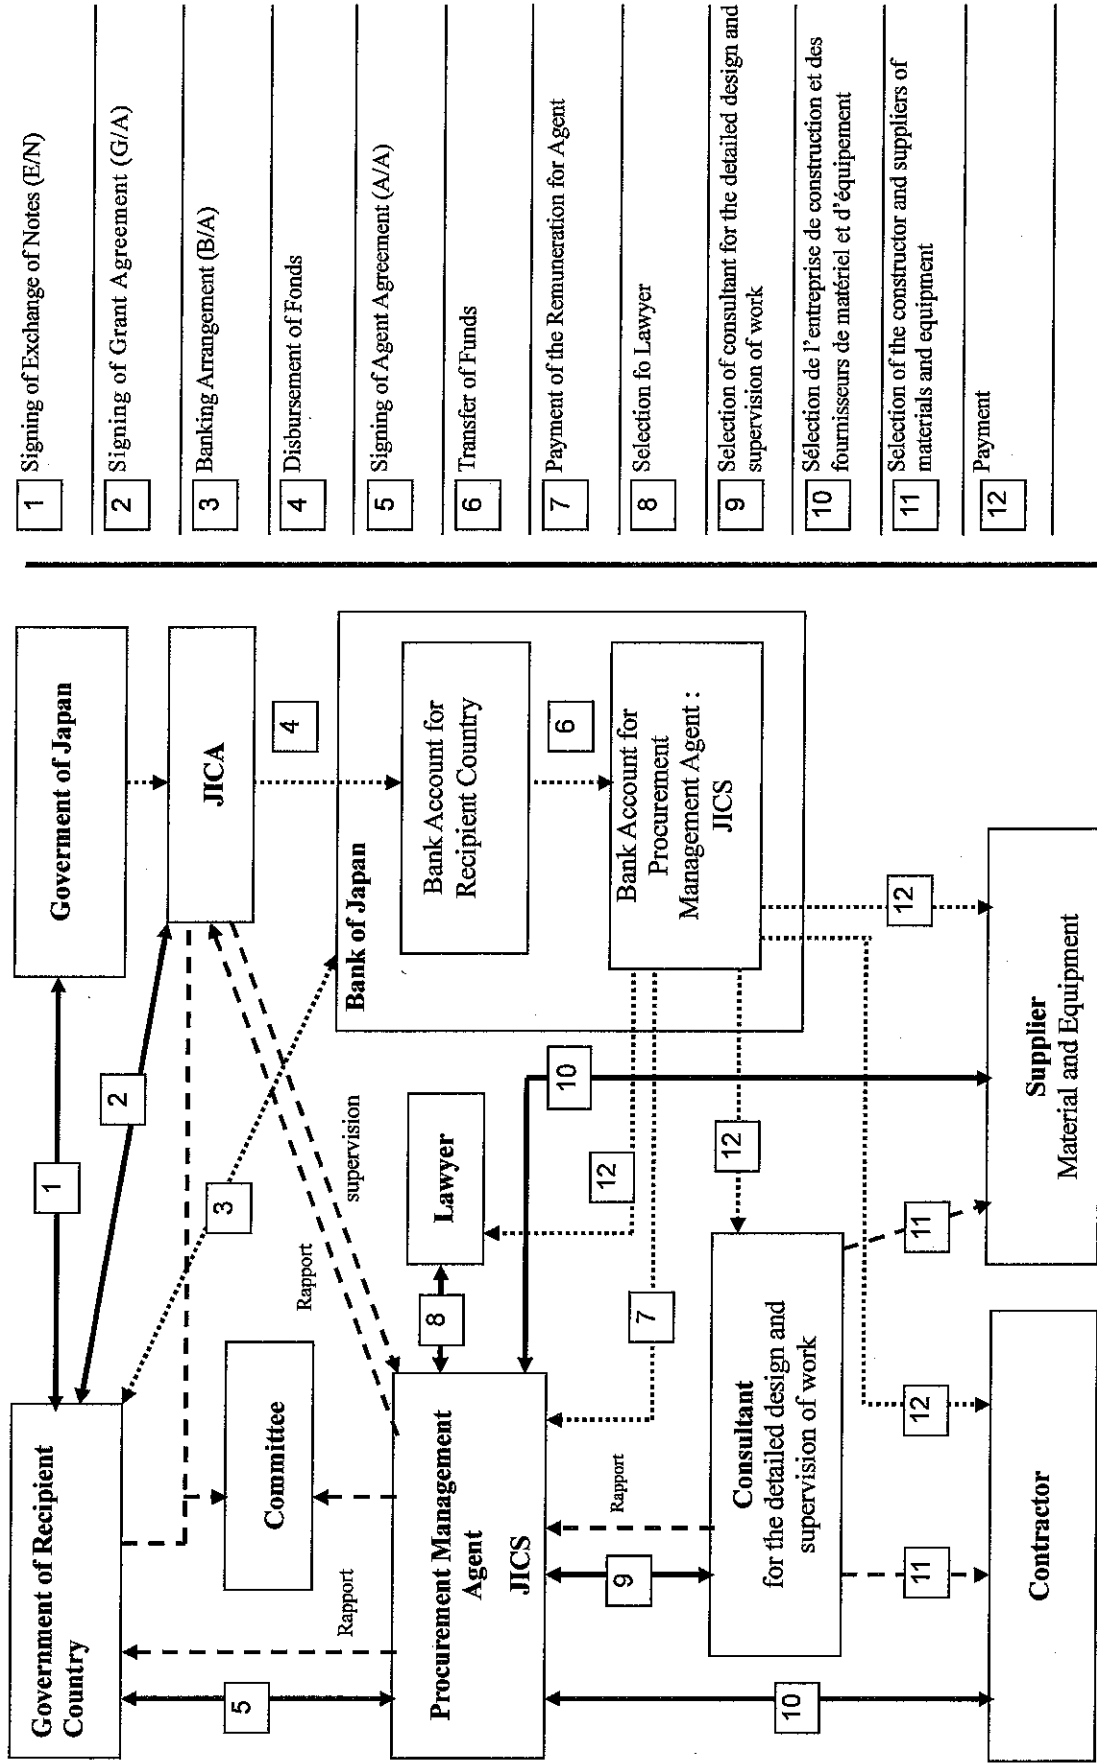 Goverment of Japan
1
Government of Recipient
Country
JICA
2
4
3
Bank of Japan
Bank Account for
Recipient Country
6
Bank Account for
Procurement
Management Agent :
JICS
supervision
Rapport
Committee
Lawyer
Rapport
5
8
12
10
Procurement Management
Agent
JICS
7
12
12
Rapport
9
Consultant
for the detailed design and
supervision of work
10
11
12
11
Contractor
Supplier
Material and Equipment
1 Signing of Exchange of Notes (E/N)
2 Signing of Grant Agreement (G/A)
3 Banking Arrangement (B/A)
4 Disbursement of Fonds
5 Signing of Agent Agreement (A/A)
6 Transfer of Funds
7 Payment of the Remuneration for Agent
8 Selection fo Lawyer
9 Selection of consultant for the detailed design and
supervision of work
10 Sélection de l'entreprise de construction et des
fournisseurs de matériel et d'équipement
11 Selection of the constructor and suppliers of
materials and equipment
12 Payment